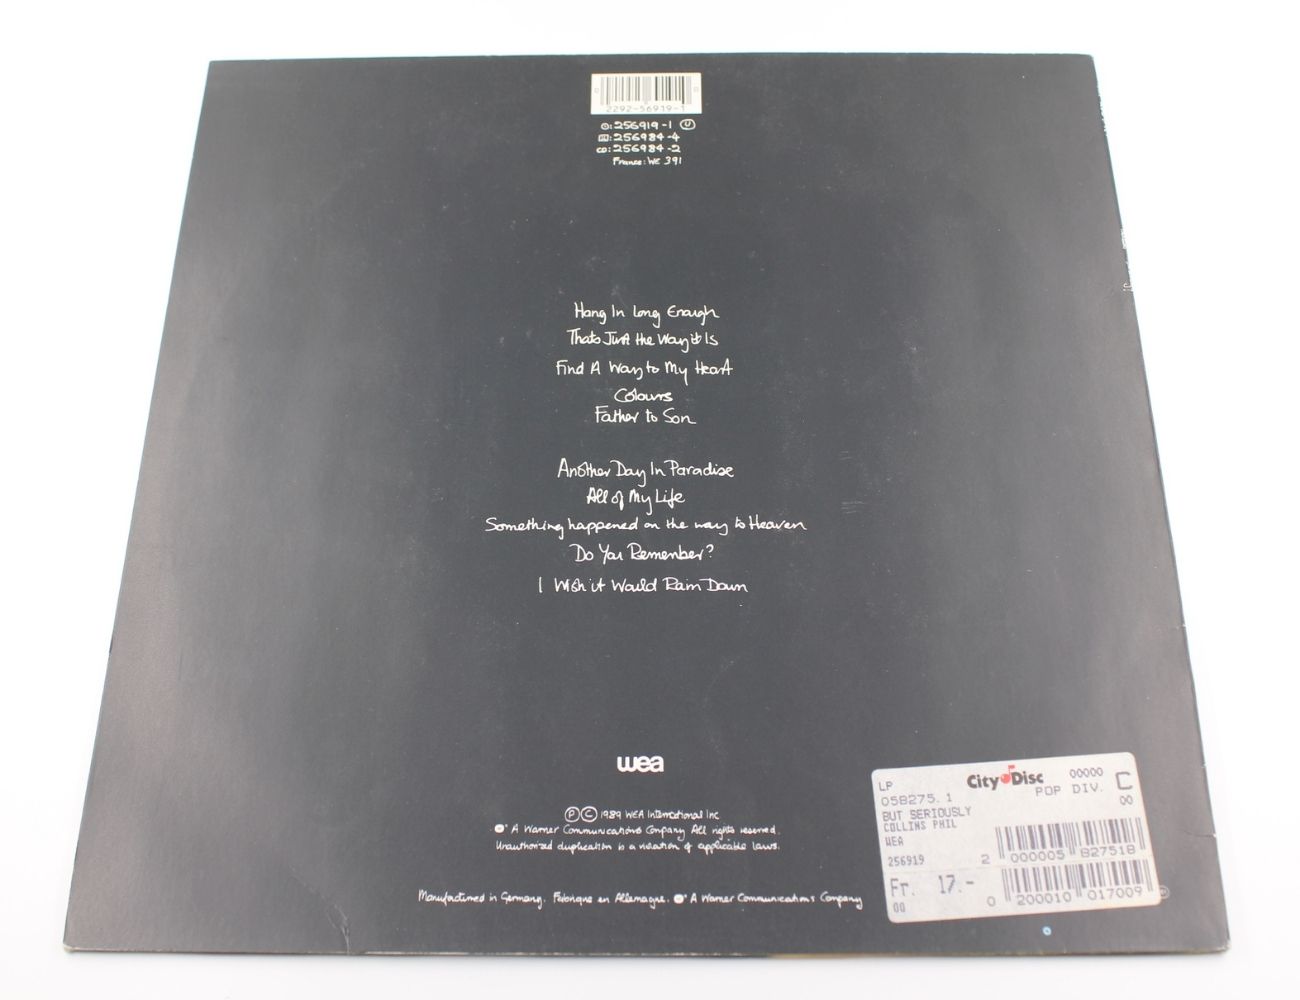 2292-56919-1
256919-1 U
256984-4
CD: 256984-2
France: WE 391
Hang In Long Enough
Thats Just the Way it Is
Find A Way to My Heart
Colours
Father to Son
Another Day In Paradise
All of My Life
Something happened on the way to Heaven
Do You Remember?
I Wish it Would Rain Down
wea
Ⓟ Ⓒ 1989 WEA International Inc
A Warner Communications Company All rights reserved.
Unauthorized duplication is a violation of applicable laws.
Manufactured in Germany. Fabriqué en Allemagne. A Warner Communications Company
LP City Disc 00000 C
058275.1 POP DIV. 00
BUT SERIOUSLY
COLLINS PHIL
WEA
256919 2 000005 827518
Fr. 17.-
00 0 200010 017009